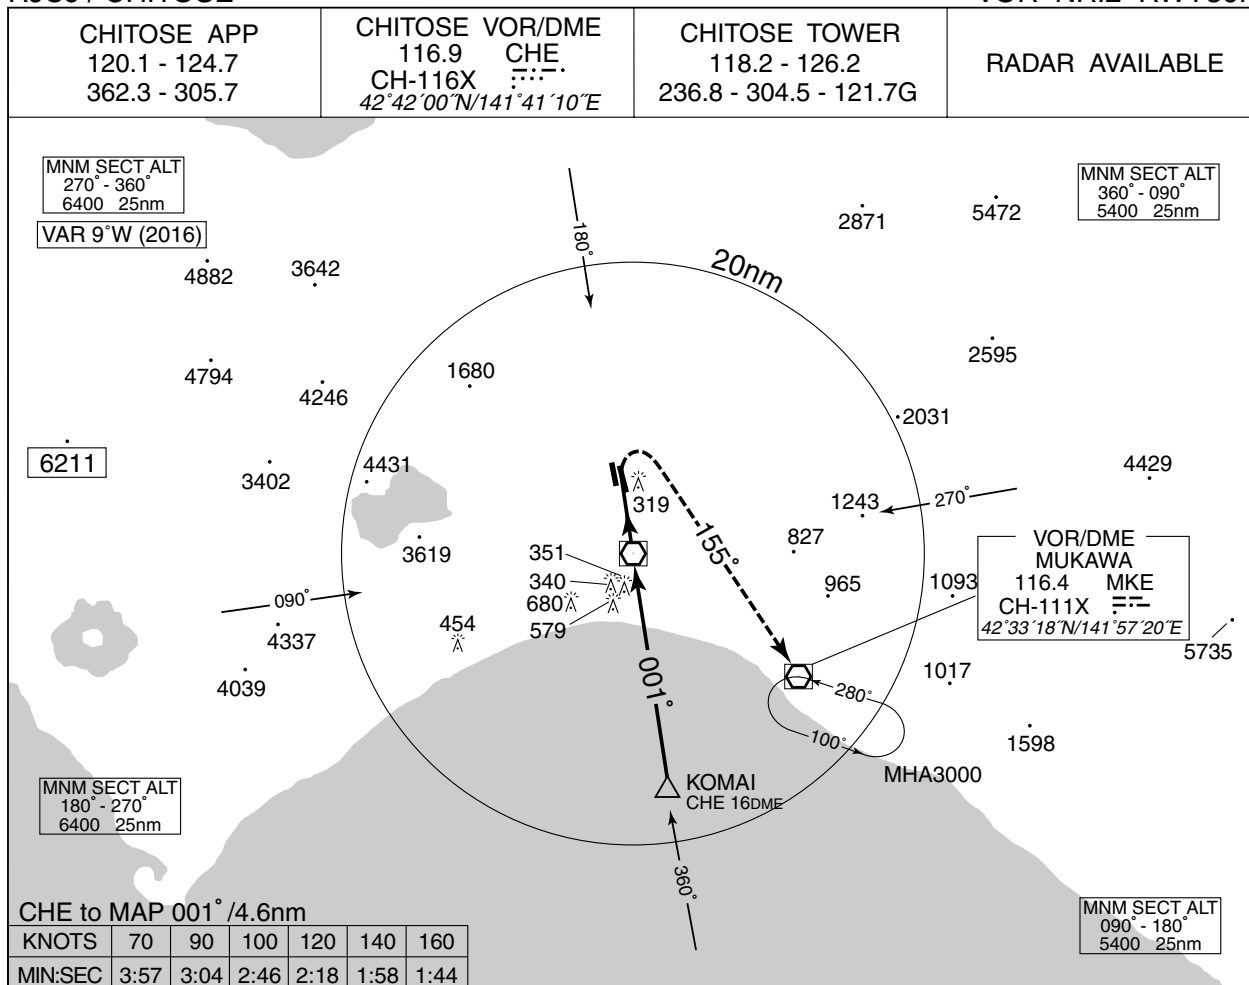 CHITOSE APP
120.1 - 124.7
362.3 - 305.7
CHITOSE VOR/DME
116.9 CHE
CH-116X
42°42´00˝N/141°41´10˝E
CHITOSE TOWER
118.2 - 126.2
236.8 - 304.5 - 121.7G
RADAR AVAILABLE
MNM SECT ALT
270° - 360°
6400 25nm
VAR 9°W (2016)
MNM SECT ALT
360° - 090°
5400 25nm
180°
20nm
2871
5472
4882
3642
2595
4794
4246
1680
2031
6211
3402
4431
4429
319
1243
270°
155°
827
3619
351
340
680
579
965
1093
VOR/DME
MUKAWA
116.4 MKE
CH-111X
42°33´18˝N/141°57´20˝E
090°
4337
454
5735
4039
001°
1017
280°
100°
1598
MHA3000
KOMAI
CHE 16DME
360°
MNM SECT ALT
180° - 270°
6400 25nm
MNM SECT ALT
090° - 180°
5400 25nm
CHE to MAP 001°/4.6nm
KNOTS 70 90 100 120 140 160
MIN:SEC 3:57 3:04 2:46 2:18 1:58 1:44